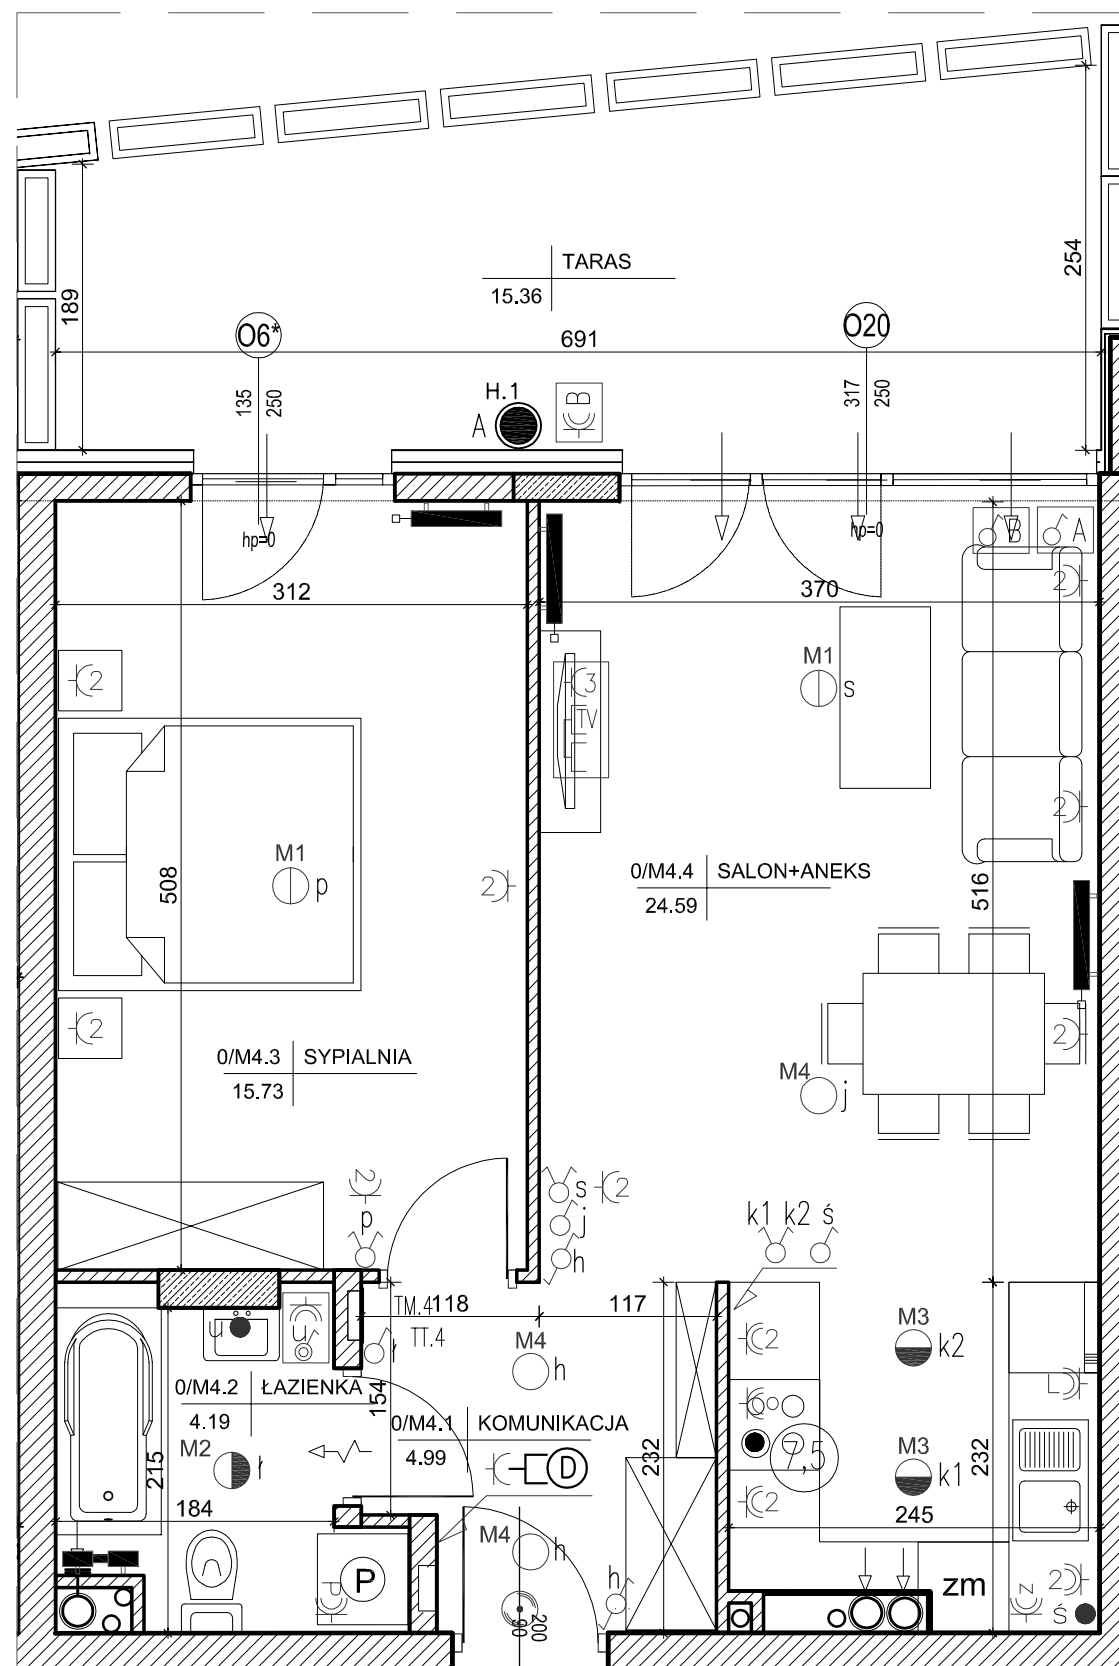 TARAS
15.36
254
189
691
O6*
O20
135
250
317
250
H.1
A
B
hp=0
hp=0
B
A
312
370
2
2
3
TV
M1
s
2
508
M1
p
2
0/M4.4 SALON+ANEKS
24.59
516
2
2
0/M4.3 SYPIALNIA
15.73
M4
j
2
p
s 2
j
h
k1 k2 ś
TM.4
118
117
TT.4
ł
u
u
M4
h
2
M3
k2
L
0/M4.2 ŁAZIENKA
4.19
154
0/M4.1 KOMUNIKACJA
4.99
M2
ł
215
184
D
232
7,5
M3
k1
232
2
245
M4
h
P
P
h
90
200
zm
z
2
ś